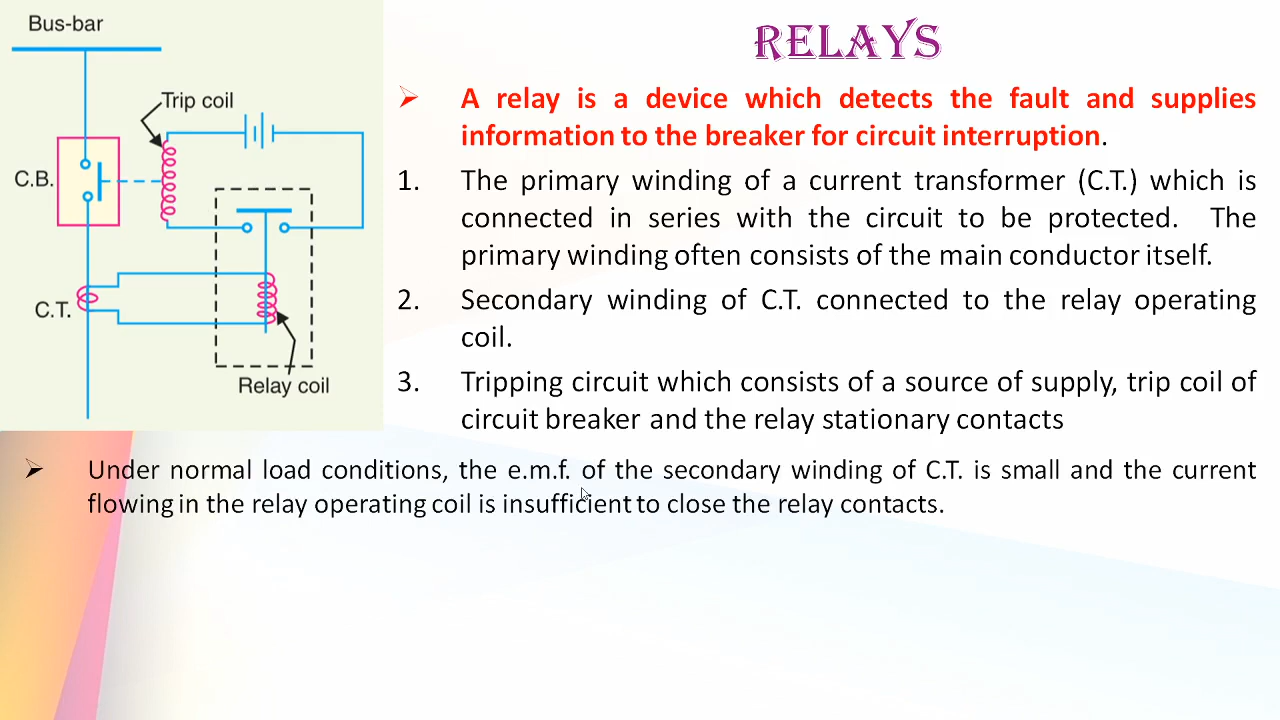 Bus-bar
Trip coil
C.B.
C.T.
Relay coil
RELAYS
➢ A relay is a device which detects the fault and supplies
information to the breaker for circuit interruption.
1. The primary winding of a current transformer (C.T.) which is
connected in series with the circuit to be protected. The
primary winding often consists of the main conductor itself.
2. Secondary winding of C.T. connected to the relay operating
coil.
3. Tripping circuit which consists of a source of supply, trip coil of
circuit breaker and the relay stationary contacts
➢ Under normal load conditions, the e.m.f. of the secondary winding of C.T. is small and the current
flowing in the relay operating coil is insufficient to close the relay contacts.